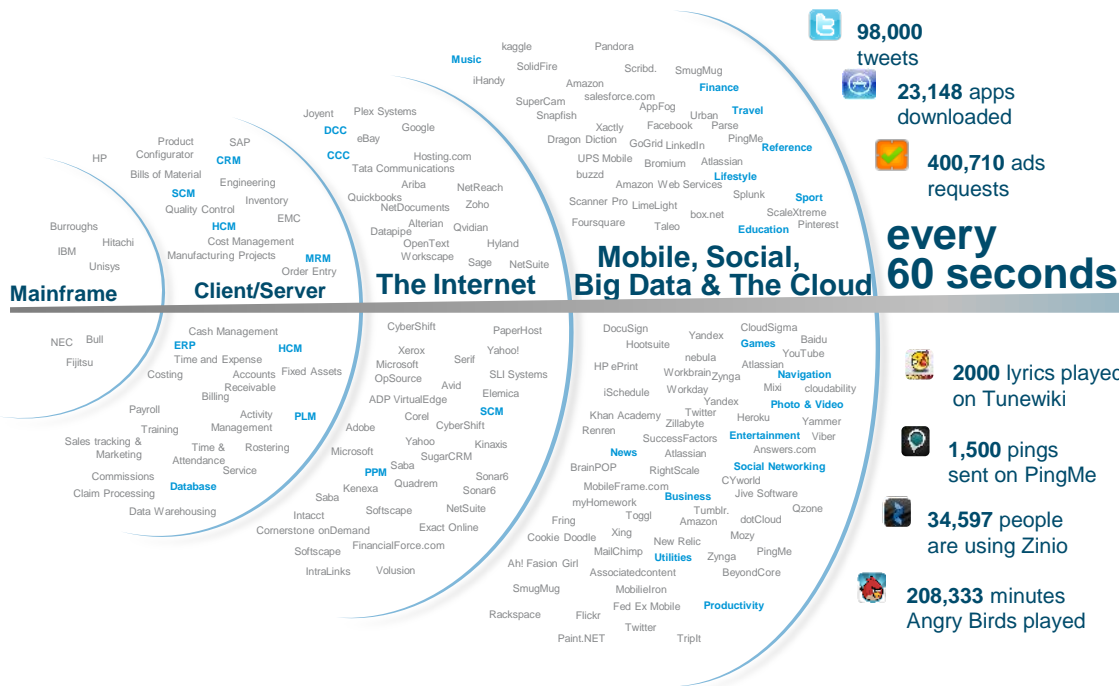 Mainframe
HP
Burroughs
Hitachi
IBM
Unisys
NEC
Bull
Fijitsu
Client/Server
Product
Configurator
SAP
CRM
Bills of Material
Engineering
SCM
Inventory
Quality Control
EMC
HCM
Cost Management
Manufacturing Projects
MRM
Order Entry
Cash Management
ERP
HCM
Time and Expense
Costing
Accounts
Receivable
Fixed Assets
Billing
Payroll
Activity
Management
PLM
Training
Sales tracking &
Marketing
Time &
Attendance
Rostering
Service
Commissions
Database
Claim Processing
Data Warehousing
The Internet
Joyent
Plex Systems
DCC
Google
eBay
CCC
Hosting.com
Tata Communications
Ariba
NetReach
Quickbooks
Zoho
NetDocuments
Alterian
Qvidian
Datapipe
OpenText
Hyland
Workscape
Sage
NetSuite
CyberShift
PaperHost
Xerox
Yahoo!
Microsoft
Serif
OpSource
SLI Systems
Avid
Elemica
ADP VirtualEdge
SCM
Corel
CyberShift
Adobe
Yahoo
Kinaxis
Microsoft
SugarCRM
Saba
PPM
Sonar6
Kenexa
Quadrem
Sonar6
Saba
Softscape
NetSuite
Intacct
Exact Online
Cornerstone onDemand
FinancialForce.com
Softscape
IntraLinks
Volusion
Mobile, Social,
Big Data & The Cloud
kaggle
Pandora
Music
SolidFire
Scribd.
SmugMug
iHandy
Amazon
Finance
SuperCam
salesforce.com
AppFog
Travel
Snapfish
Urban
Xactly
Facebook
Parse
Dragon Diction
GoGrid
LinkedIn
PingMe
Reference
UPS Mobile
Bromium
Atlassian
buzzd
Lifestyle
Amazon Web Services
Splunk
Sport
Scanner Pro
LimeLight
box.net
ScaleXtreme
Foursquare
Taleo
Education
Pinterest
DocuSign
Yandex
CloudSigma
Hootsuite
Games
Baidu
YouTube
nebula
HP ePrint
Workbrain
Zynga
Atlassian
Navigation
iSchedule
Workday
Mixi
cloudability
Yandex
Photo & Video
Khan Academy
Twitter
Heroku
Yammer
Renren
Zillabyte
SuccessFactors
Entertainment
Viber
News
Atlassian
Answers.com
BrainPOP
RightScale
Social Networking
MobileFrame.com
CYworld
myHomework
Business
Jive Software
Fring
Toggl
Tumblr.
Qzone
Amazon
dotCloud
Cookie Doodle
Xing
New Relic
Mozy
MailChimp
Utilities
Zynga
PingMe
Ah! Fasion Girl
Associatedcontent
BeyondCore
SmugMug
MobilieIron
Rackspace
Flickr
Fed Ex Mobile
Productivity
Twitter
Paint.NET
TripIt
98,000
tweets
23,148 apps
downloaded
400,710 ads
requests
every
60 seconds
2000 lyrics played
on Tunewiki
1,500 pings
sent on PingMe
34,597 people
are using Zinio
208,333 minutes
Angry Birds played